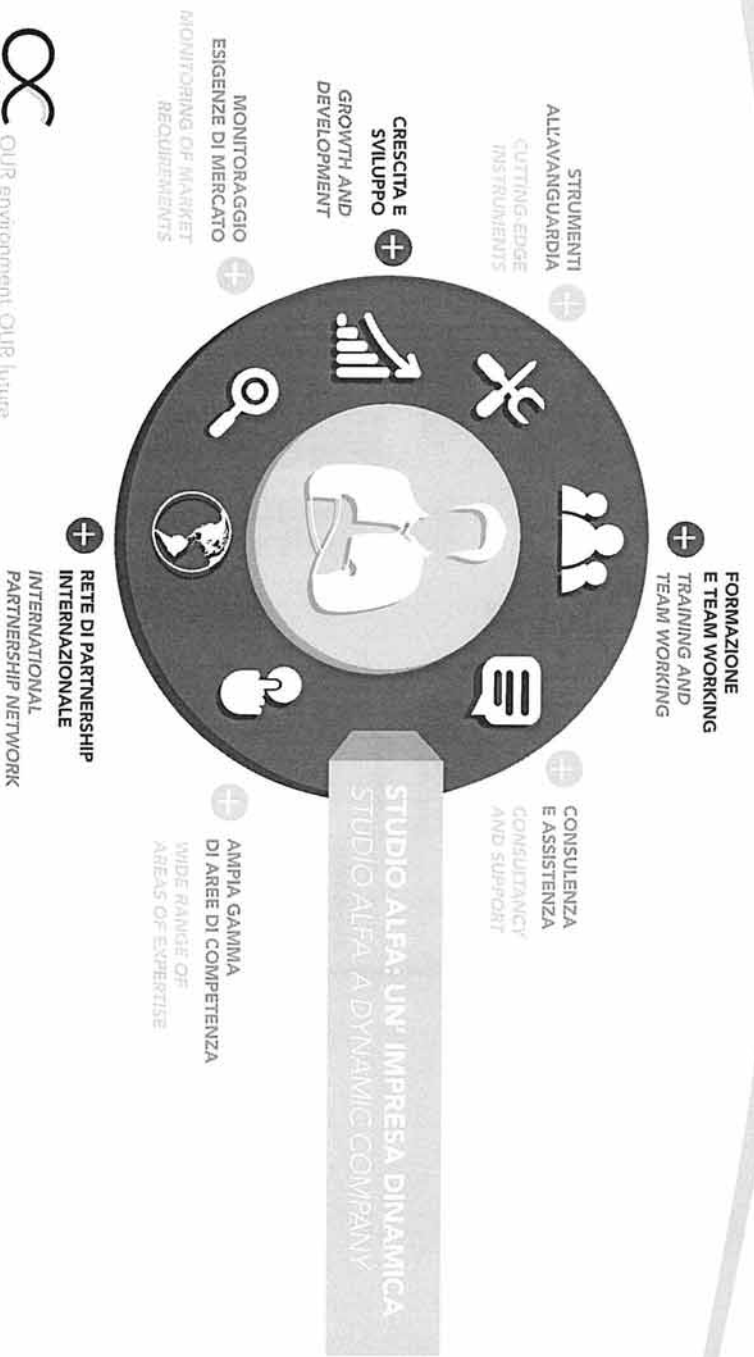 FORMAZIONE
E TEAM WORKING
TRAINING AND
TEAM WORKING
STRUMENTI
ALL'AVANGUARDIA
CUTTING-EDGE
INSTRUMENTS
CONSULENZA
E ASSISTENZA
CONSULTANCY
AND SUPPORT
CRESCITA E
SVILUPPO
GROWTH AND
DEVELOPMENT
STUDIO ALFA: UN' IMPRESA DINAMICA
STUDIO ALFA: A DYNAMIC COMPANY
MONITORAGGIO
ESIGENZE DI MERCATO
MONITORING OF MARKET
REQUIREMENTS
AMPIA GAMMA
DI AREE DI COMPETENZA
WIDE RANGE OF
AREAS OF EXPERTISE
RETE DI PARTNERSHIP
INTERNAZIONALE
INTERNATIONAL
PARTNERSHIP NETWORK
OUR environment OUR future